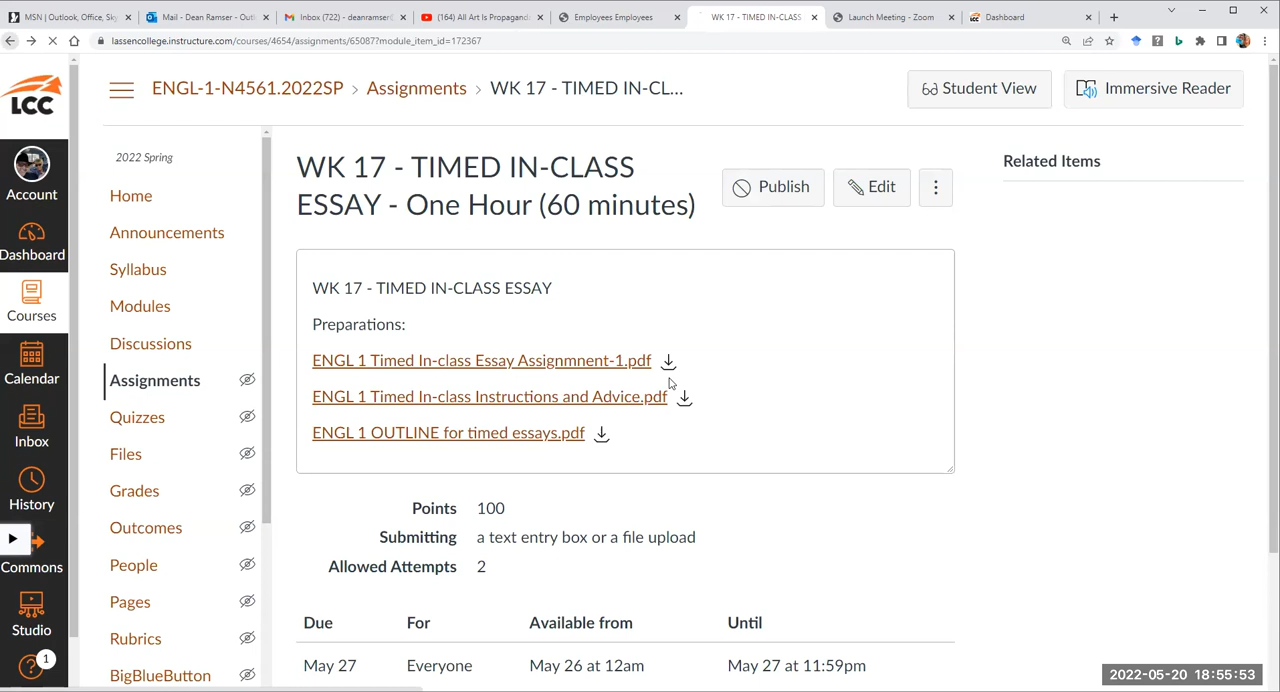 MSN | Outlook, Office, Sky
Mail - Dean Ramser - Out
Inbox (722) - deanramser
(164) All Art Is Propagand
Employees Employees
WK 17 - TIMED IN-CLASS
Launch Meeting - Zoom
Dashboard
lassencollege.instructure.com/courses/4654/assignments/65087?module_item_id=172367
LCC
Account
Dashboard
Courses
Calendar
Inbox
History
Commons
Studio
1
ENGL-1-N4561.2022SP > Assignments > WK 17 - TIMED IN-CL...
Student View
Immersive Reader
2022 Spring
Home
Announcements
Syllabus
Modules
Discussions
Assignments
Quizzes
Files
Grades
Outcomes
People
Pages
Rubrics
BigBlueButton
WK 17 - TIMED IN-CLASS
ESSAY - One Hour (60 minutes)
Publish
Edit
Related Items
WK 17 - TIMED IN-CLASS ESSAY
Preparations:
ENGL 1 Timed In-class Essay Assignmnent-1.pdf
ENGL 1 Timed In-class Instructions and Advice.pdf
ENGL 1 OUTLINE for timed essays.pdf
Points 100
Submitting a text entry box or a file upload
Allowed Attempts 2
Due For Available from Until
May 27 Everyone May 26 at 12am May 27 at 11:59pm
2022-05-20 18:55:53